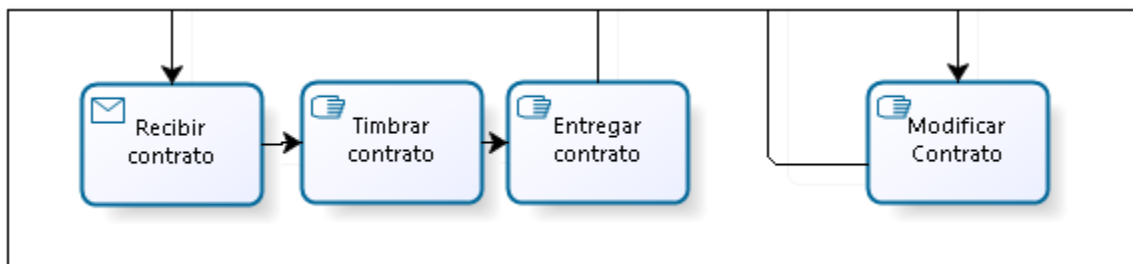 Recibir
contrato
Timbrar
contrato
Entregar
contrato
Modificar
Contrato